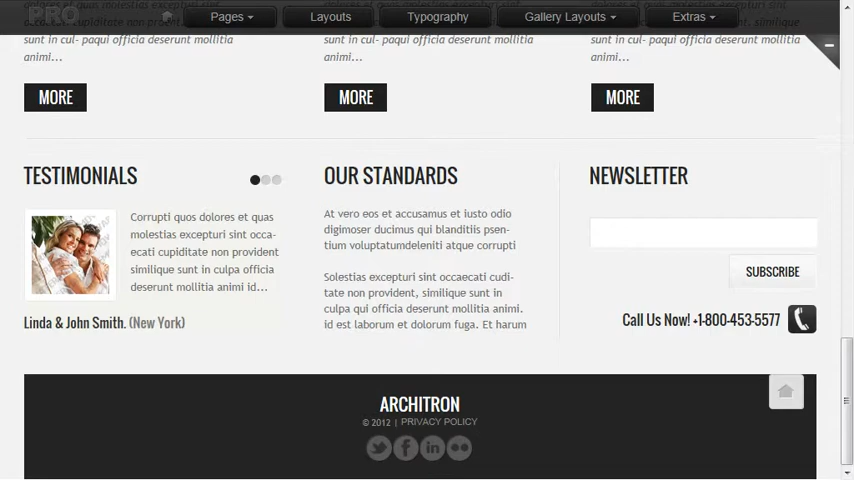 PRO
Pages
Layouts
Typography
Gallery Layouts
Extras
sunt in cul- paqui officia deserunt mollitia
animi...
sunt in cul- paqui officia deserunt mollitia
animi...
sunt in cul- paqui officia deserunt mollitia
animi...
MORE
MORE
MORE
TESTIMONIALS
Corrupti quos dolores et quas
molestias excepturi sint occa-
ecati cupiditate non provident
similique sunt in culpa officia
deserunt mollitia animi id...
Linda & John Smith. (New York)
OUR STANDARDS
At vero eos et accusamus et iusto odio
digimoser ducimus qui blanditiis psen-
tium voluptatumdeleniti atque corrupti
Solestias excepturi sint occaecati cudi-
tate non provident, similique sunt in
culpa qui officia deserunt mollitia animi.
id est laborum et dolorum fuga. Et harum
NEWSLETTER
SUBSCRIBE
Call Us Now! +1-800-453-5577
ARCHITRON
© 2012 | PRIVACY POLICY